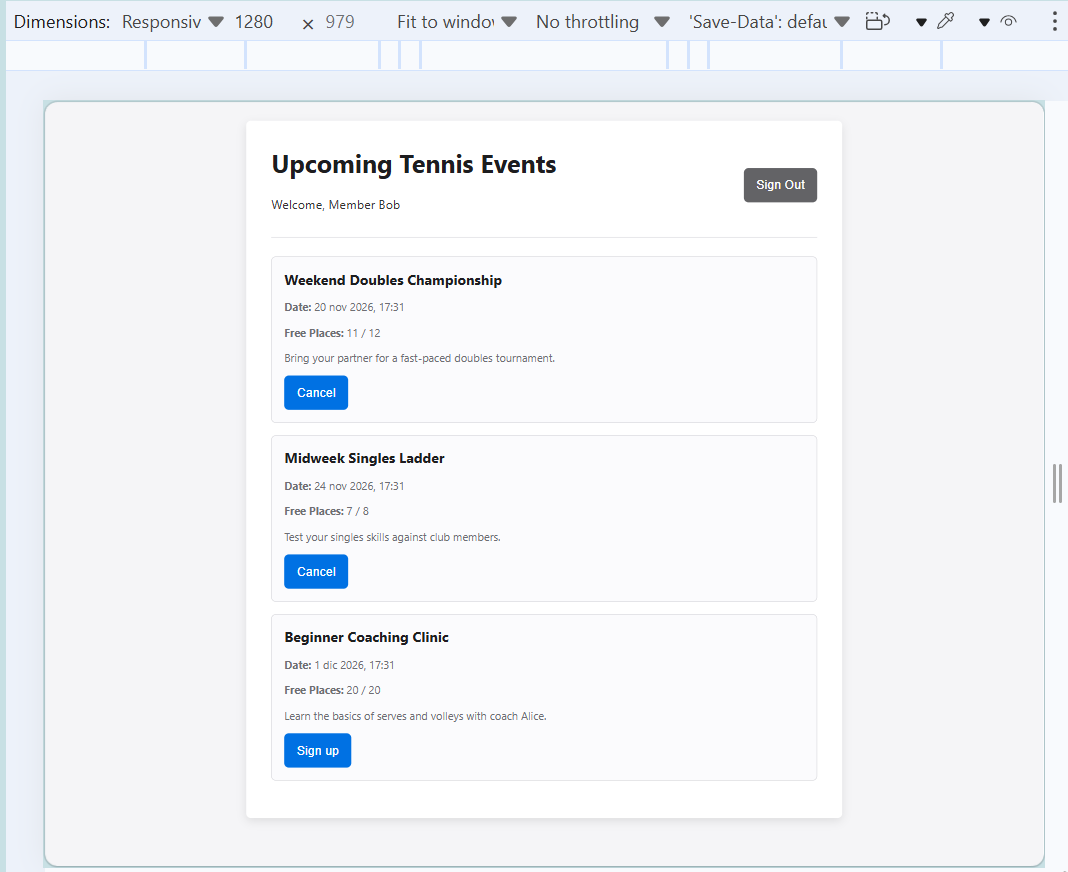 Dimensions: Responsiv 1280 × 979 Fit to windov No throttling 'Save-Data': defau
Upcoming Tennis Events
Sign Out
Welcome, Member Bob
Weekend Doubles Championship
Date: 20 nov 2026, 17:31
Free Places: 11 / 12
Bring your partner for a fast-paced doubles tournament.
Cancel
Midweek Singles Ladder
Date: 24 nov 2026, 17:31
Free Places: 7 / 8
Test your singles skills against club members.
Cancel
Beginner Coaching Clinic
Date: 1 dic 2026, 17:31
Free Places: 20 / 20
Learn the basics of serves and volleys with coach Alice.
Sign up